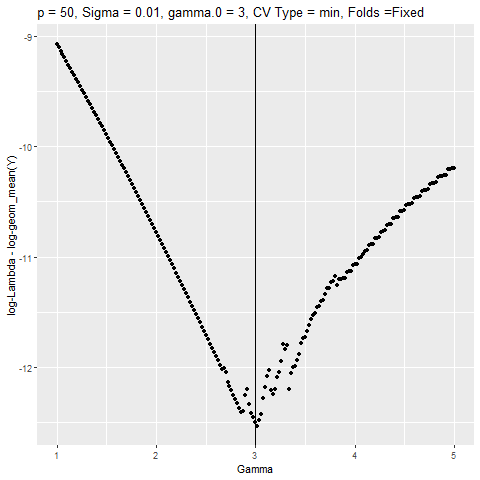 p = 50, Sigma = 0.01, gamma.0 = 3, CV Type = min, Folds =Fixed
-9
-10
-11
-12
log-Lambda - log-geom_mean(Y)
1 2 3 4 5
Gamma